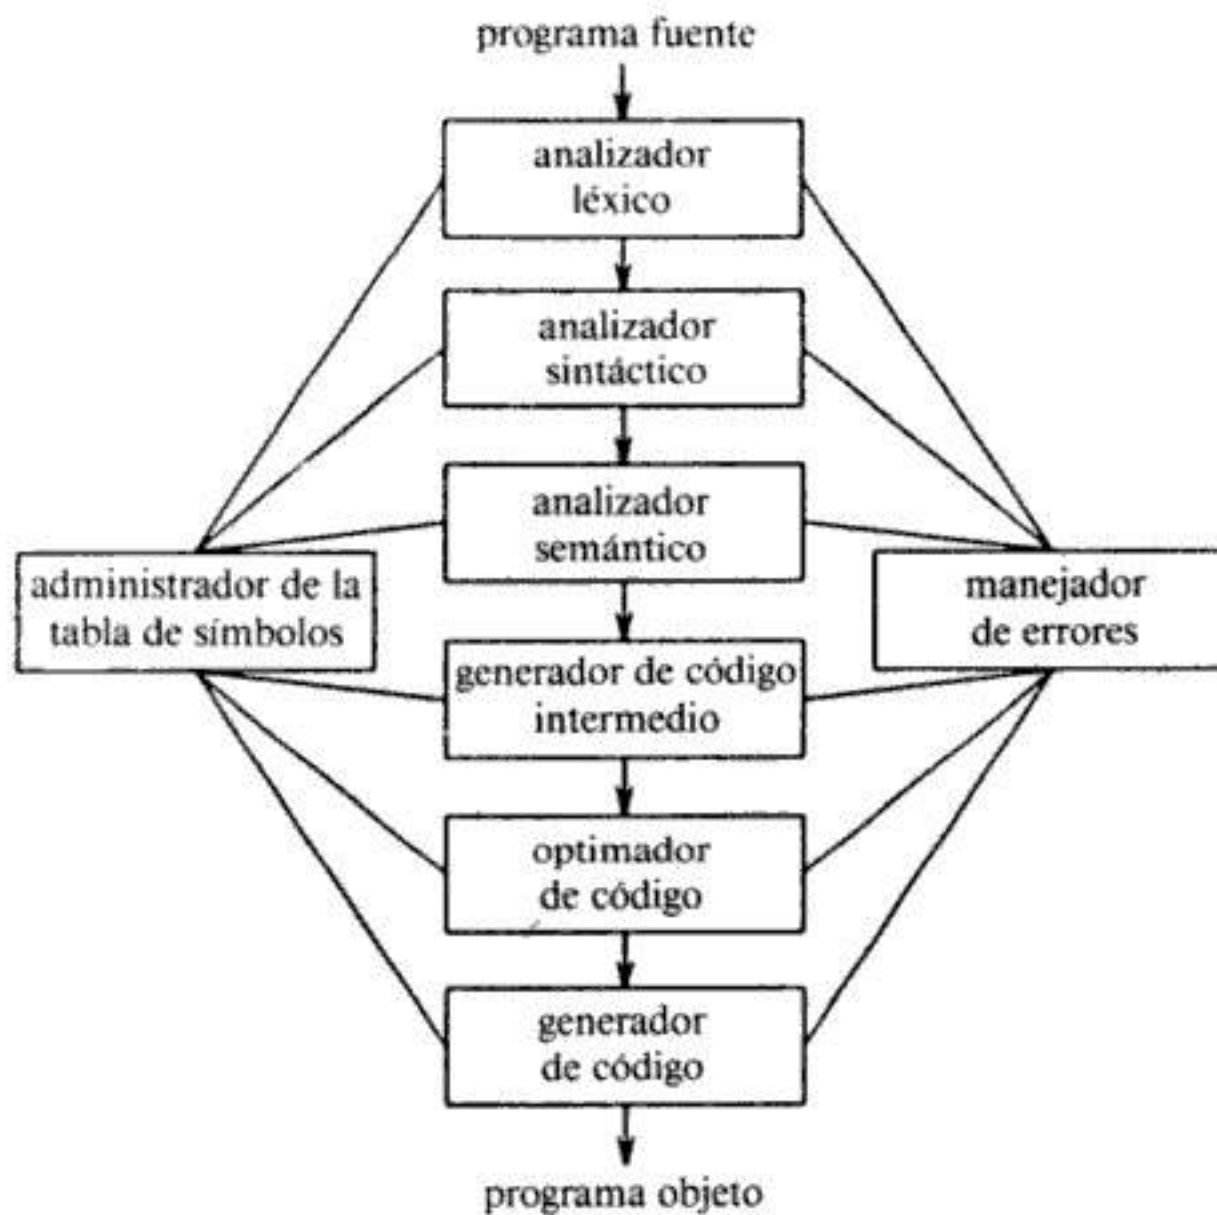 programa fuente
analizador
léxico
analizador
sintáctico
analizador
semántico
administrador de la
tabla de símbolos
manejador
de errores
generador de código
intermedio
optimador
de código
generador
de código
programa objeto